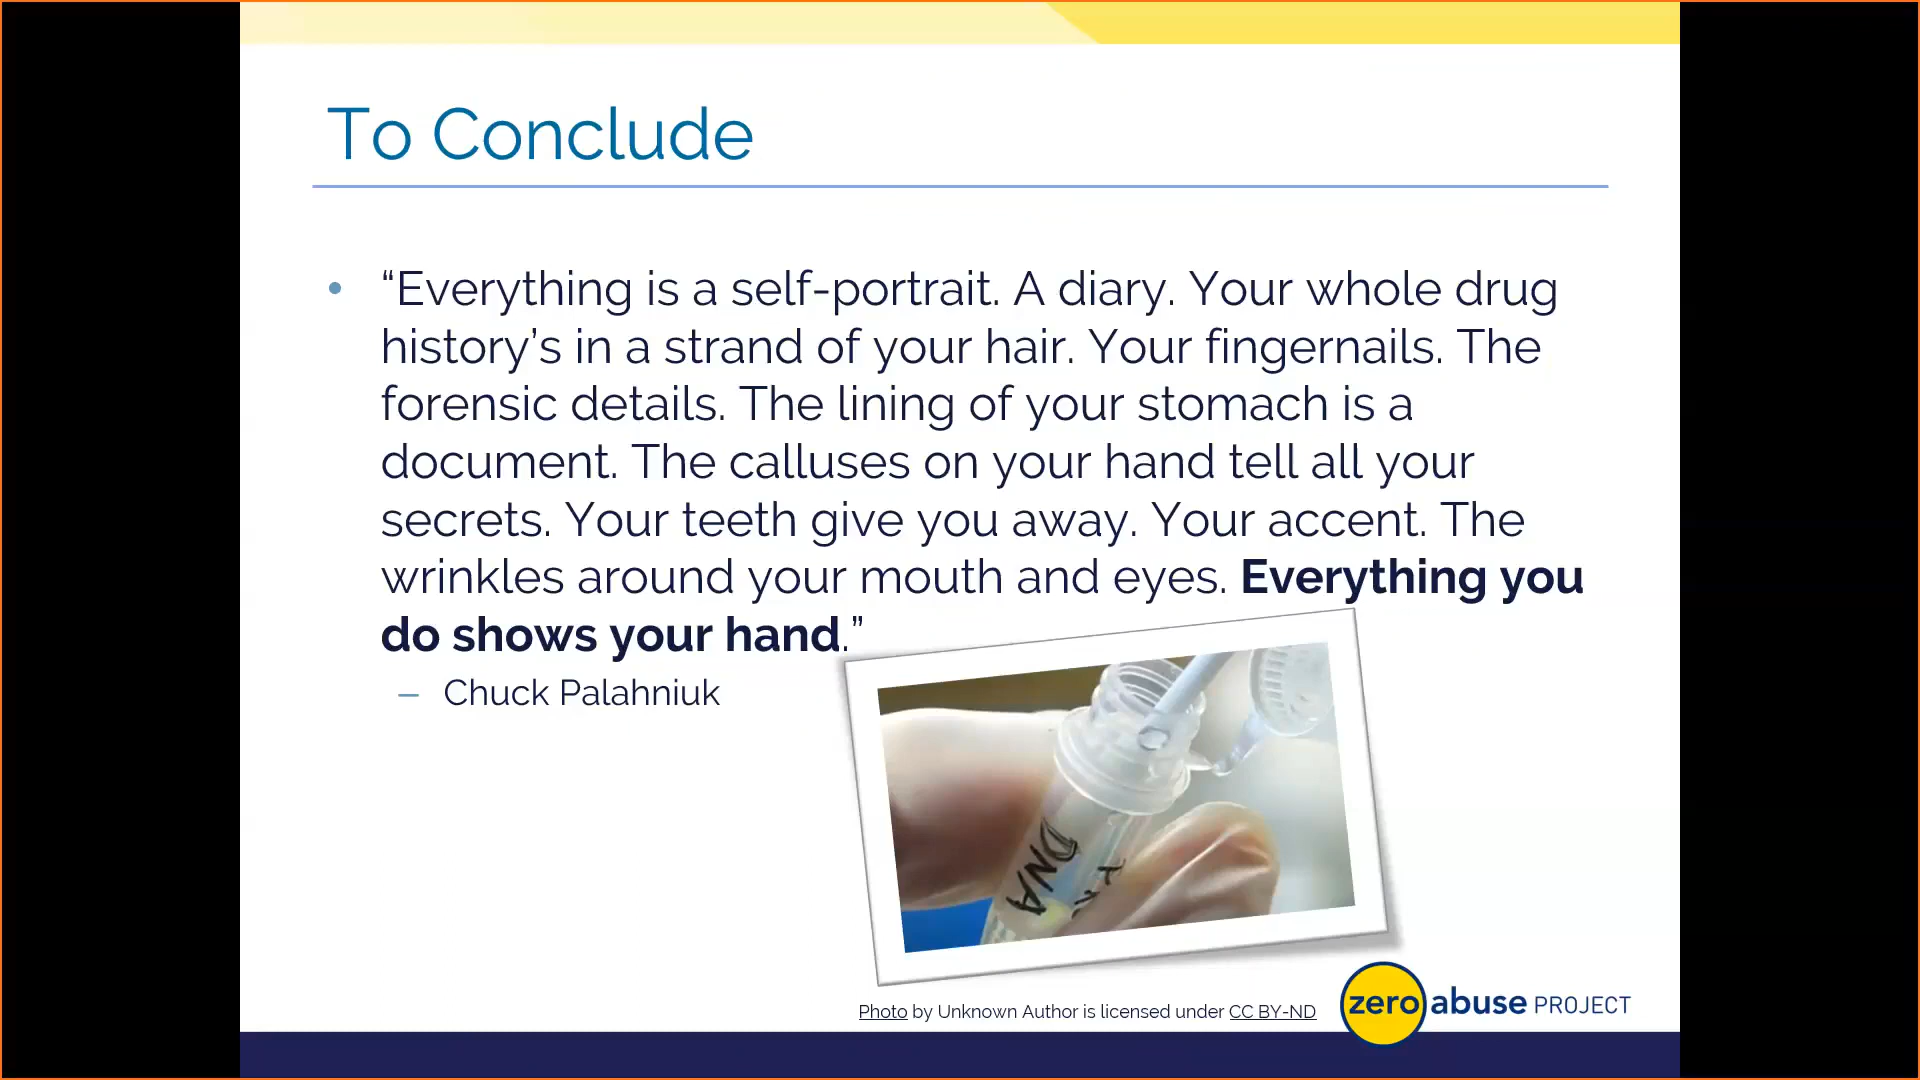 To Conclude
• “Everything is a self-portrait. A diary. Your whole drug
history’s in a strand of your hair. Your fingernails. The
forensic details. The lining of your stomach is a
document. The calluses on your hand tell all your
secrets. Your teeth give you away. Your accent. The
wrinkles around your mouth and eyes. Everything you
do shows your hand.”
– Chuck Palahniuk
DNA
Photo by Unknown Author is licensed under CC BY-ND
zero abuse PROJECT